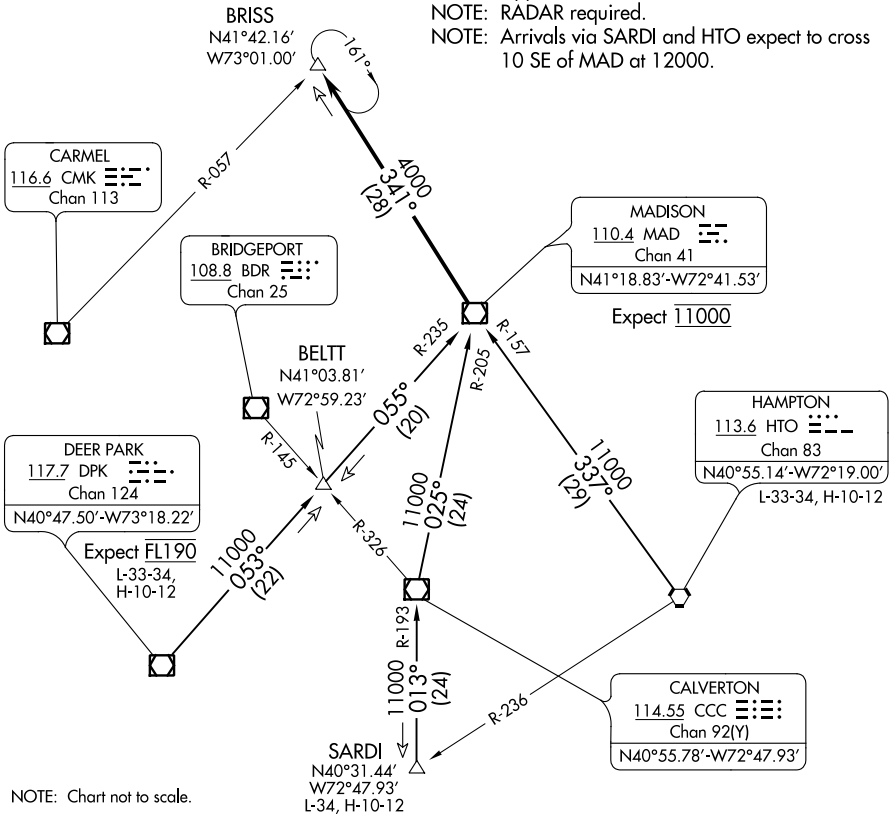 NOTE: RADAR required.
NOTE: Arrivals via SARDI and HTO expect to cross
10 SE of MAD at 12000.
BRISS
N41°42.16′
W73°01.00′
161°
R-057
CARMEL
116.6 CMK
Chan 113
4000
341°
(28)
MADISON
110.4 MAD
Chan 41
N41°18.83′-W72°41.53′
Expect 11000
BRIDGEPORT
108.8 BDR
Chan 25
R-235
R-205
R-157
BELTT
N41°03.81′
W72°59.23′
055°
(20)
R-145
HAMPTON
113.6 HTO
Chan 83
N40°55.14′-W72°19.00′
L-33-34, H-10-12
DEER PARK
117.7 DPK
Chan 124
N40°47.50′-W73°18.22′
Expect FL190
L-33-34,
H-10-12
11000
053°
(22)
R-326
11000
025°
(24)
11000
337°
(29)
R-193
11000
013°
(24)
R-236
CALVERTON
114.55 CCC
Chan 92(Y)
N40°55.78′-W72°47.93′
SARDI
N40°31.44′
W72°47.93′
L-34, H-10-12
NOTE: Chart not to scale.